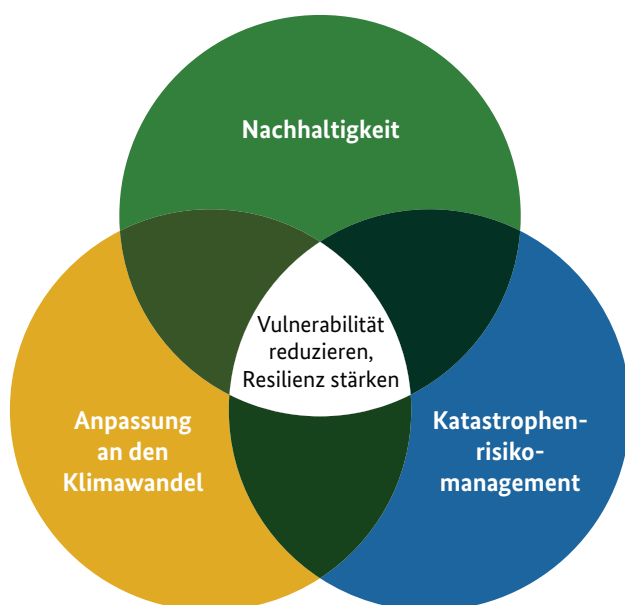 Nachhaltigkeit
Vulnerabilität
reduzieren,
Resilienz stärken
Anpassung
an den
Klimawandel
Katastrophen-
risiko-
management